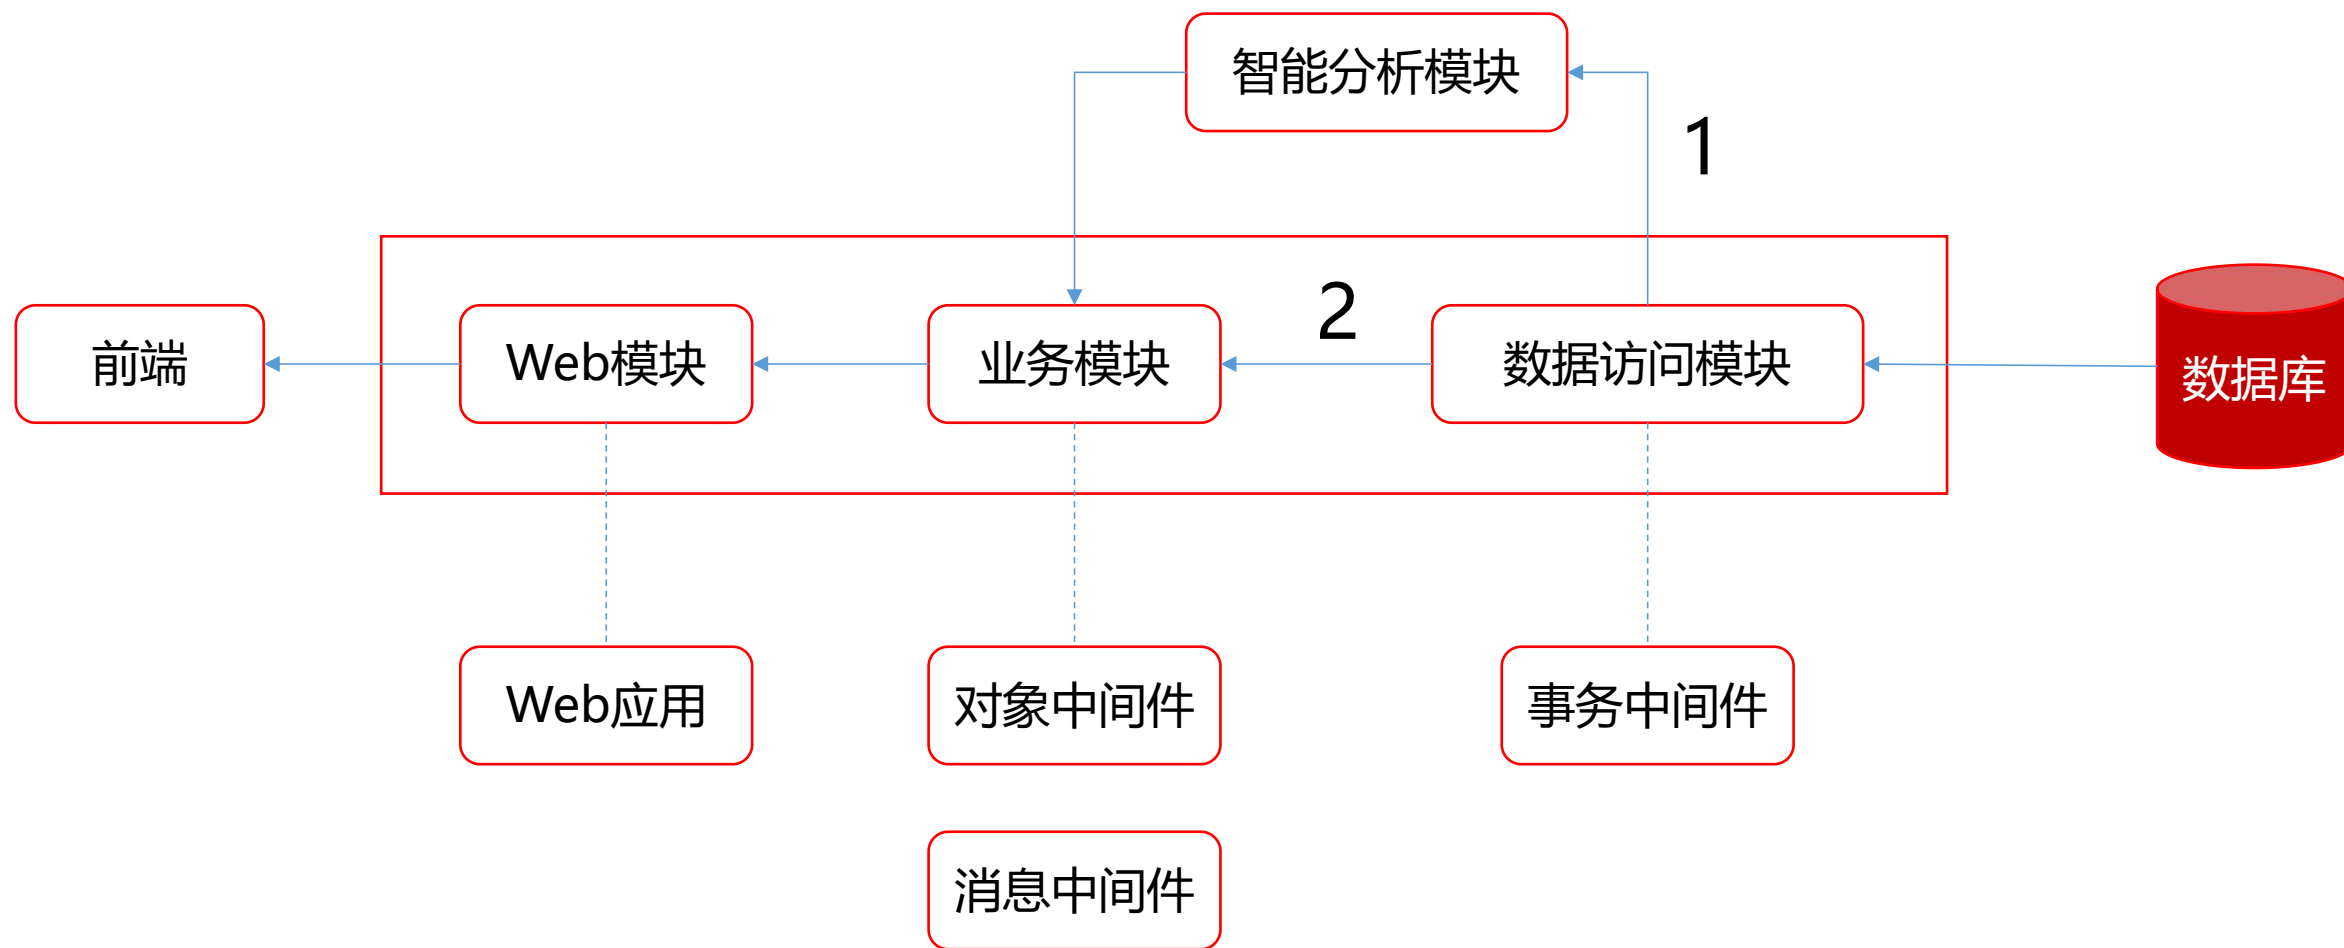 智能分析模块
1
2
前端
Web模块
业务模块
数据访问模块
数据库
Web应用
对象中间件
事务中间件
消息中间件